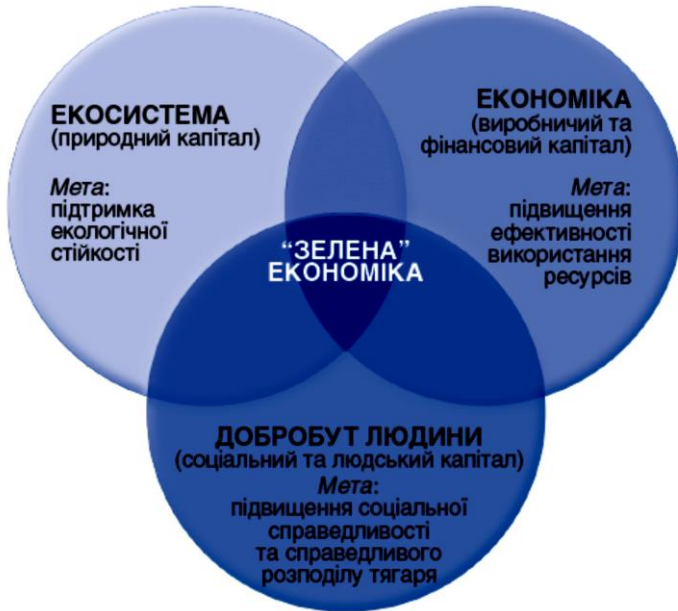 ЕКОСИСТЕМА
(природний капітал)
Мета:
підтримка
екологічної
стійкості
ЕКОНОМІКА
(виробничий та
фінансовий капітал)
Мета:
підвищення
ефективності
використання
ресурсів
“ЗЕЛЕНА”
ЕКОНОМІКА
ДОБРОБУТ ЛЮДИНИ
(соціальний та людський капітал)
Мета:
підвищення соціальної
справедливості
та справедливого
розподілу тягаря